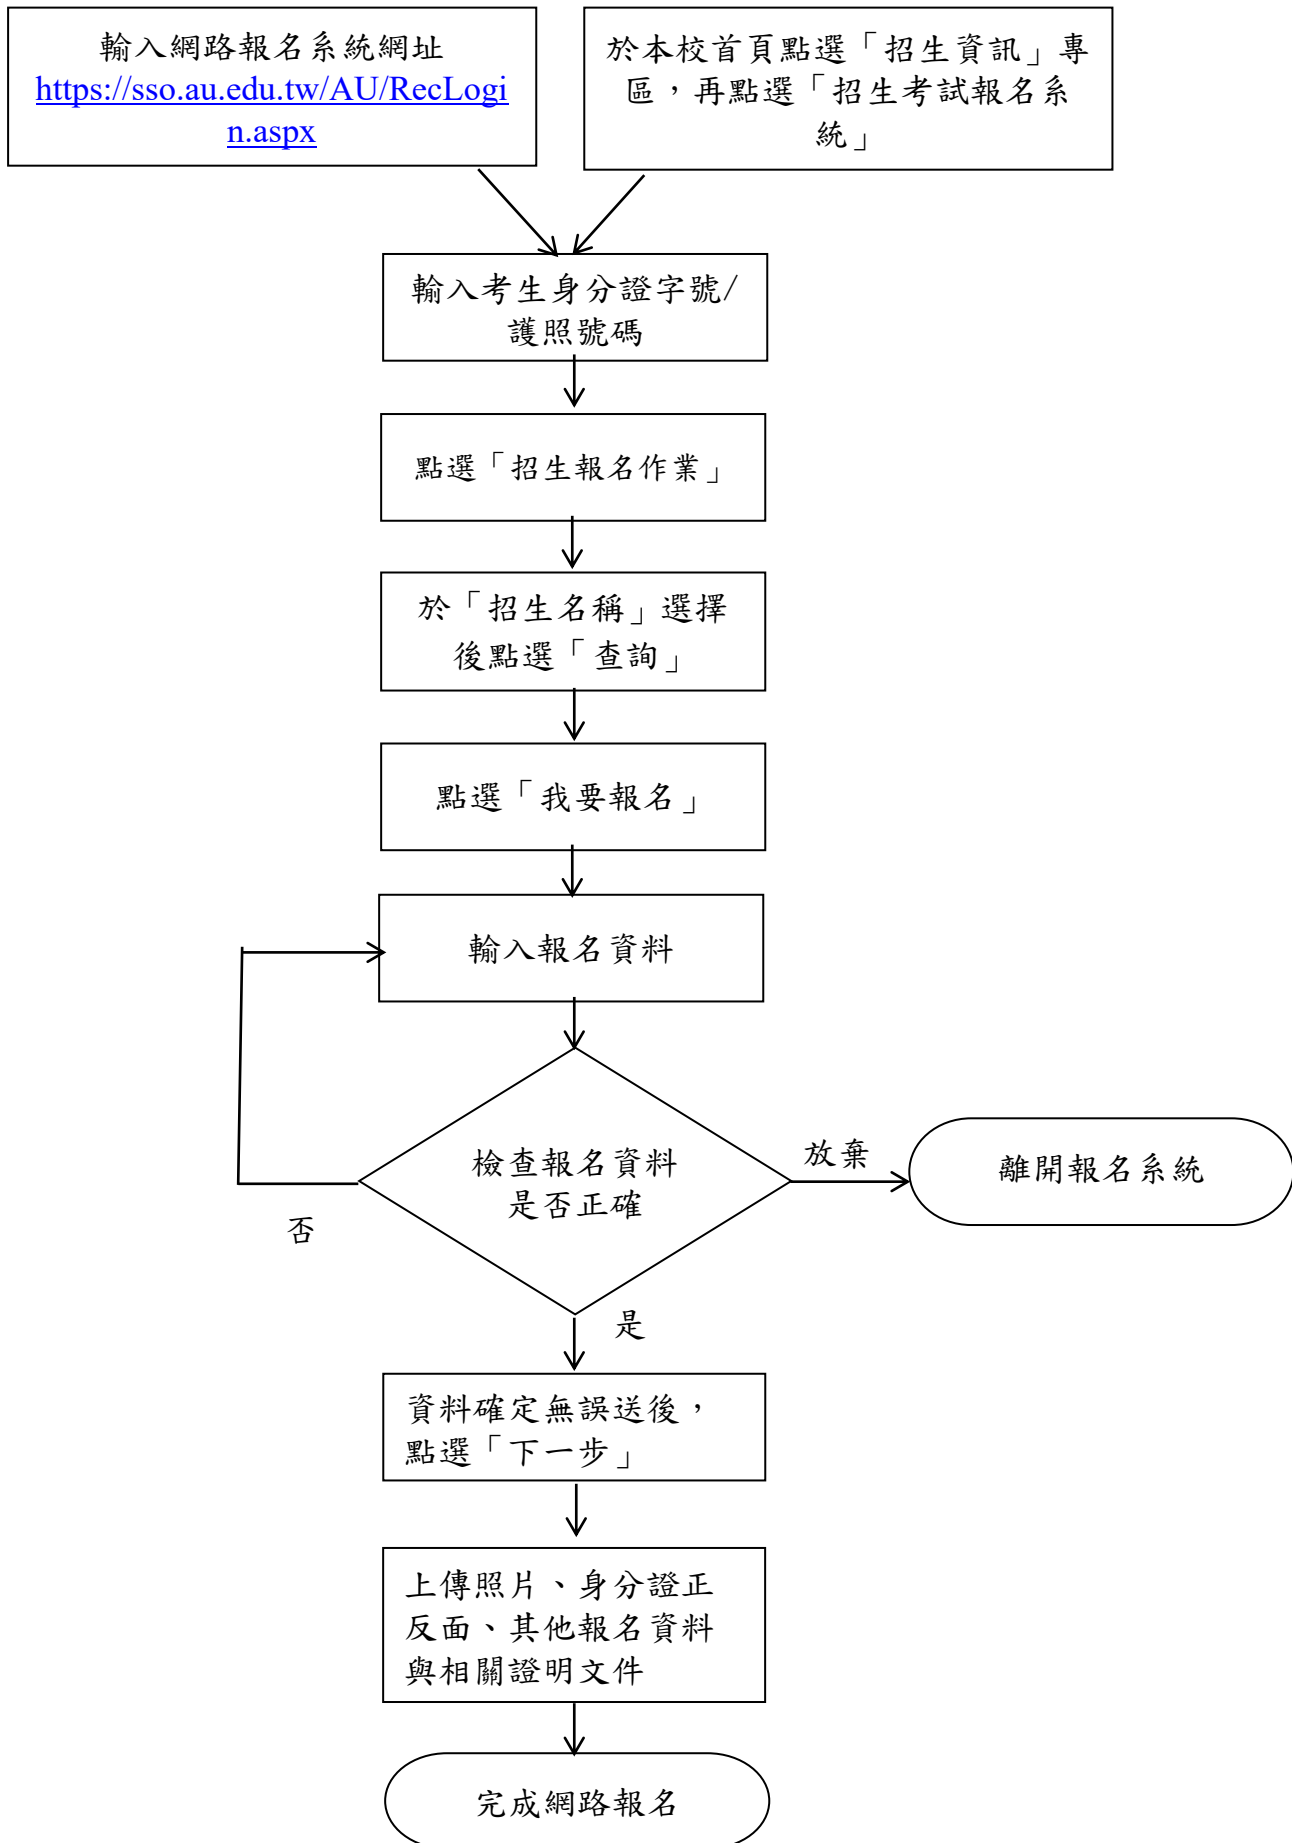 輸入網路報名系統網址
https://sso.au.edu.tw/AU/RecLogi
n.aspx
於本校首頁點選「招生資訊」專
區，再點選「招生考試報名系
統」
輸入考生身分證字號/
護照號碼
點選「招生報名作業」
於「招生名稱」選擇
後點選「查詢」
點選「我要報名」
輸入報名資料
檢查報名資料
是否正確
放棄
離開報名系統
否
是
資料確定無誤送後，
點選「下一步」
上傳照片、身分證正
反面、其他報名資料
與相關證明文件
完成網路報名